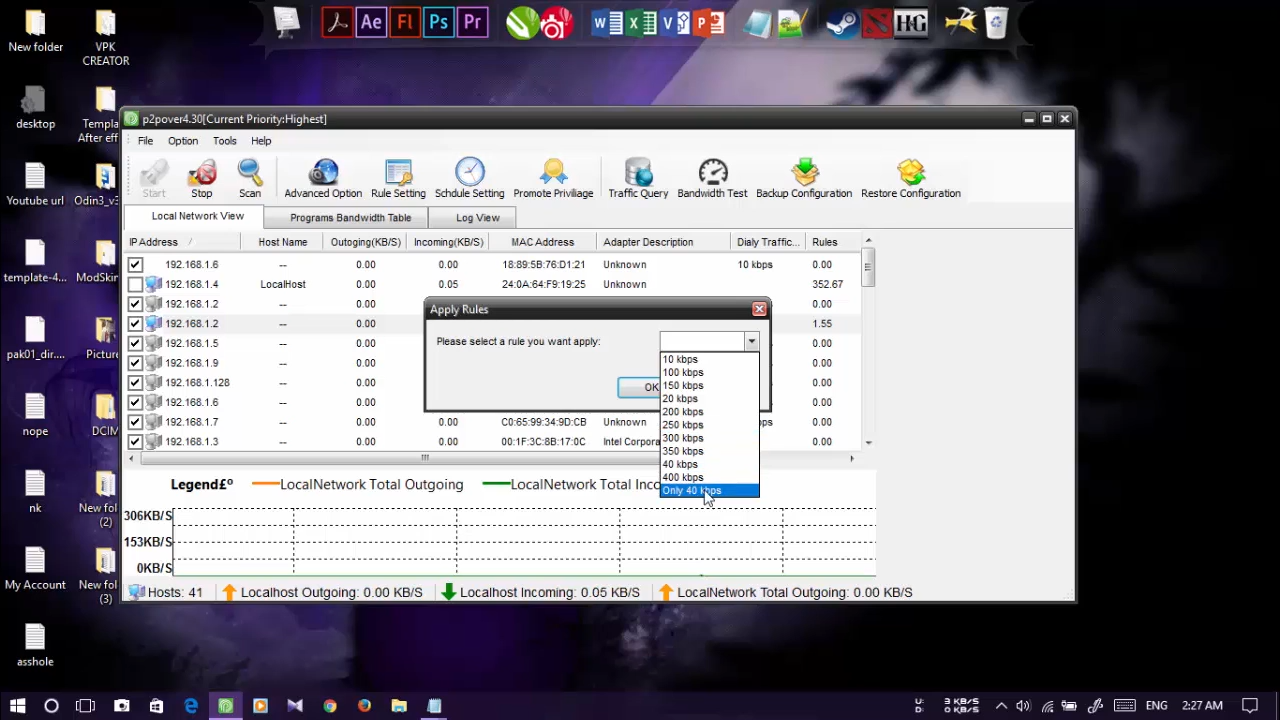 New folder
VPK
CREATOR
desktop
Templa
After eff
Youtube url
Odin3_v...
template-4...
ModSkin
pak01_dir....
Picture
nope
DCIM
nk
New fol
(2)
My Account
New fol
(3)
asshole
Ae
Fl
Ps
Pr
HG
p2pover4.30[Current Priority:Highest]
File Option Tools Help
Start Stop Scan Advanced Option Rule Setting Schdule Setting Promote Priviliage Traffic Query Bandwidth Test Backup Configuration Restore Configuration
Local Network View Programs Bandwidth Table Log View
IP Address Host Name Outgoing(KB/S) Incoming(KB/S) MAC Address Adapter Description Dialy Traffic... Rules
192.168.1.6 -- 0.00 0.00 18:89:5B:76:D1:21 Unknown 10 kbps 0.00
192.168.1.4 LocalHost 0.00 0.05 24:0A:64:F9:19:25 Unknown 352.67
192.168.1.2 -- 0.00 0.00
192.168.1.2 -- 0.00 1.55
192.168.1.5 -- 0.00 0.00
192.168.1.9 -- 0.00 0.00
192.168.1.128 -- 0.00 0.00
192.168.1.6 -- 0.00 0.00
192.168.1.7 -- 0.00 0.00 C0:65:99:34:9D:CB Unknown 0.00
192.168.1.3 -- 0.00 0.00 00:1F:3C:8B:17:0C Intel Corpora 0.00
Apply Rules
Please select a rule you want apply:
OK
10 kbps
100 kbps
150 kbps
20 kbps
200 kbps
250 kbps
300 kbps
350 kbps
40 kbps
400 kbps
Only 40 kbps
Legend£º LocalNetwork Total Outgoing LocalNetwork Total Inco
306KB/S
153KB/S
0KB/S
Hosts: 41 Localhost Outgoing: 0.00 KB/S Localhost Incoming: 0.05 KB/S LocalNetwork Total Outgoing: 0.00 KB/S
U: 3 KB/S
D: 0 KB/S
ENG 2:27 AM